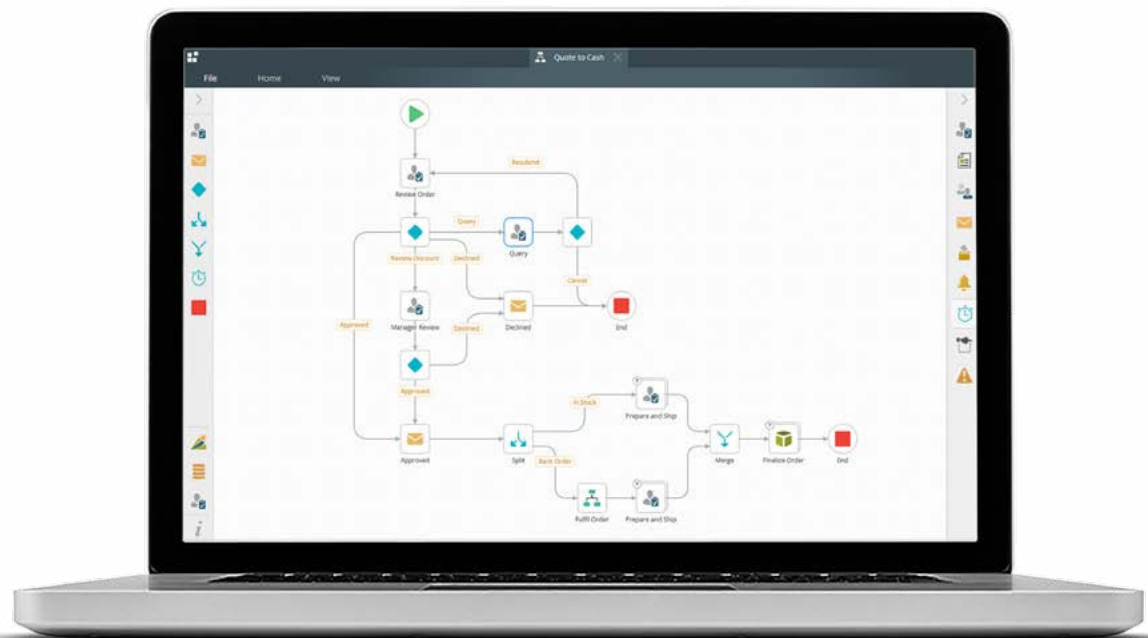 Quote to Cash
File Home View
Resubmit
Review Order
Query
Query
Review Discount Declined
Cancel
Approved
Manager Review
Declined
Declined
End
Approved
In Stock
Prepare and Ship
Approved
Split
Back Order
Merge
Finalize Order
End
Fulfil Order
Prepare and Ship